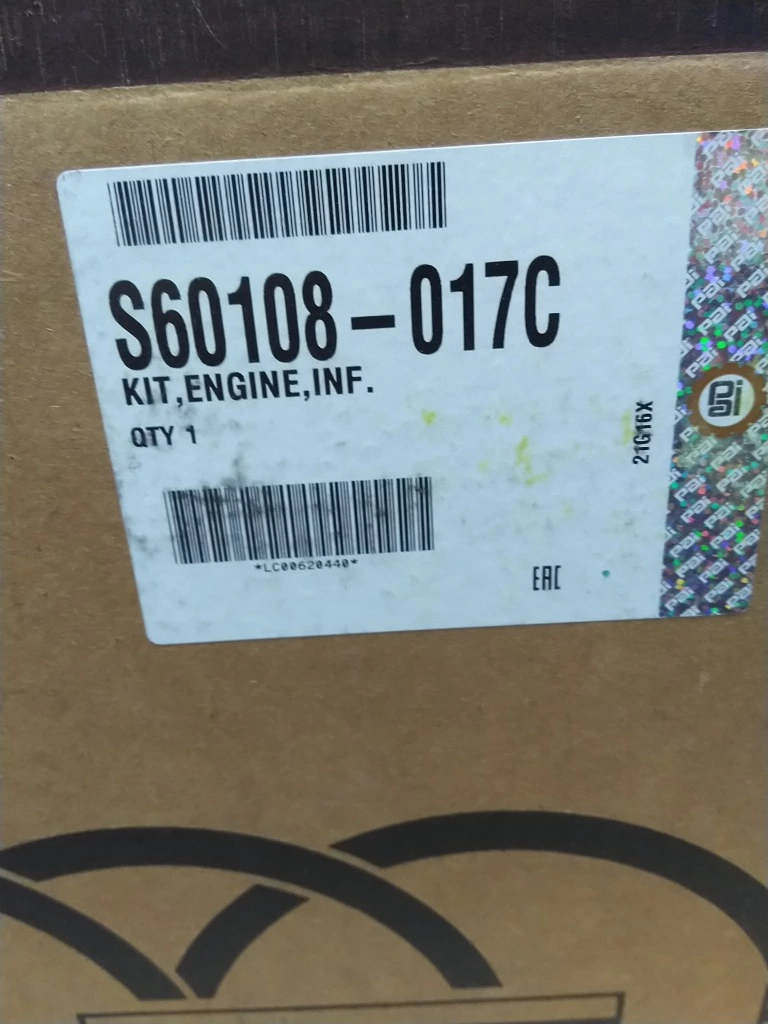 S60108-017C
KIT,ENGINE,INF.
QTY 1
21G16X
*LC00620440*
EAC
pai